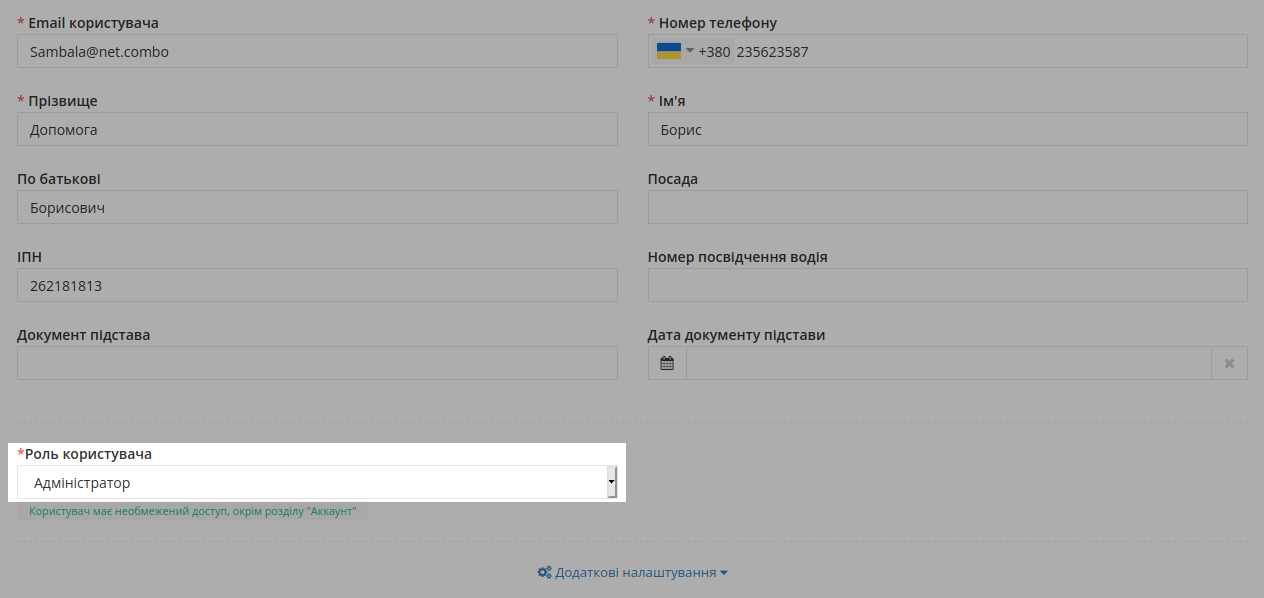 * Email користувача
Sambala@net.combo
* Номер телефону
+380 235623587
* Прізвище
Допомога
* Ім'я
Борис
По батькові
Борисович
Посада
ІПН
262181813
Номер посвідчення водія
Документ підстава
Дата документу підстави
*Роль користувача
Адміністратор
Користувач має необмежений доступ, окрім розділу "Аккаунт"
Додаткові налаштування